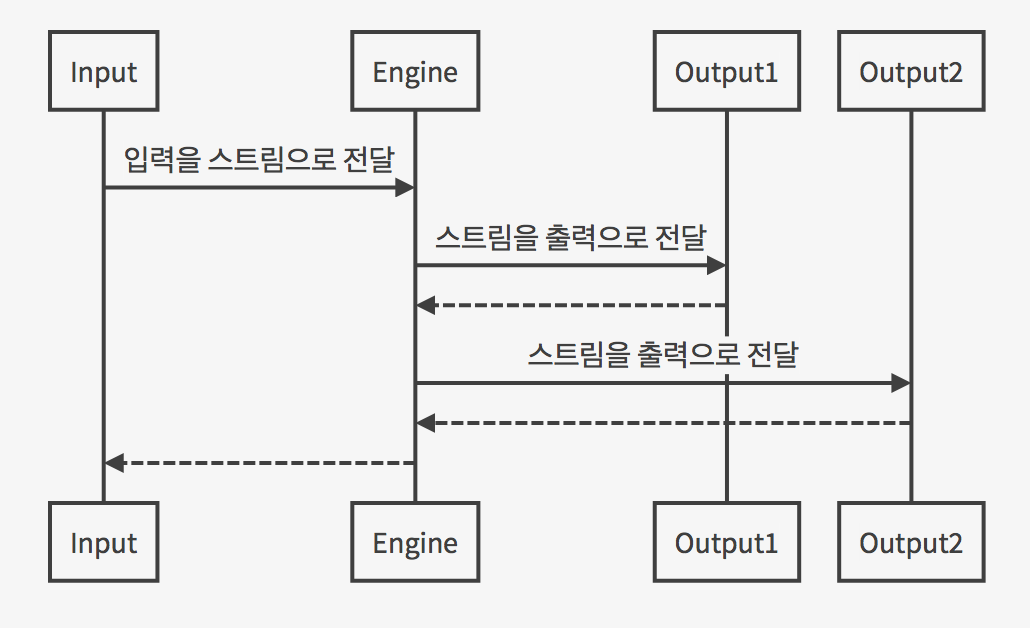 Input
Engine
Output1
Output2
입력을 스트림으로 전달
스트림을 출력으로 전달
스트림을 출력으로 전달
Input
Engine
Output1
Output2